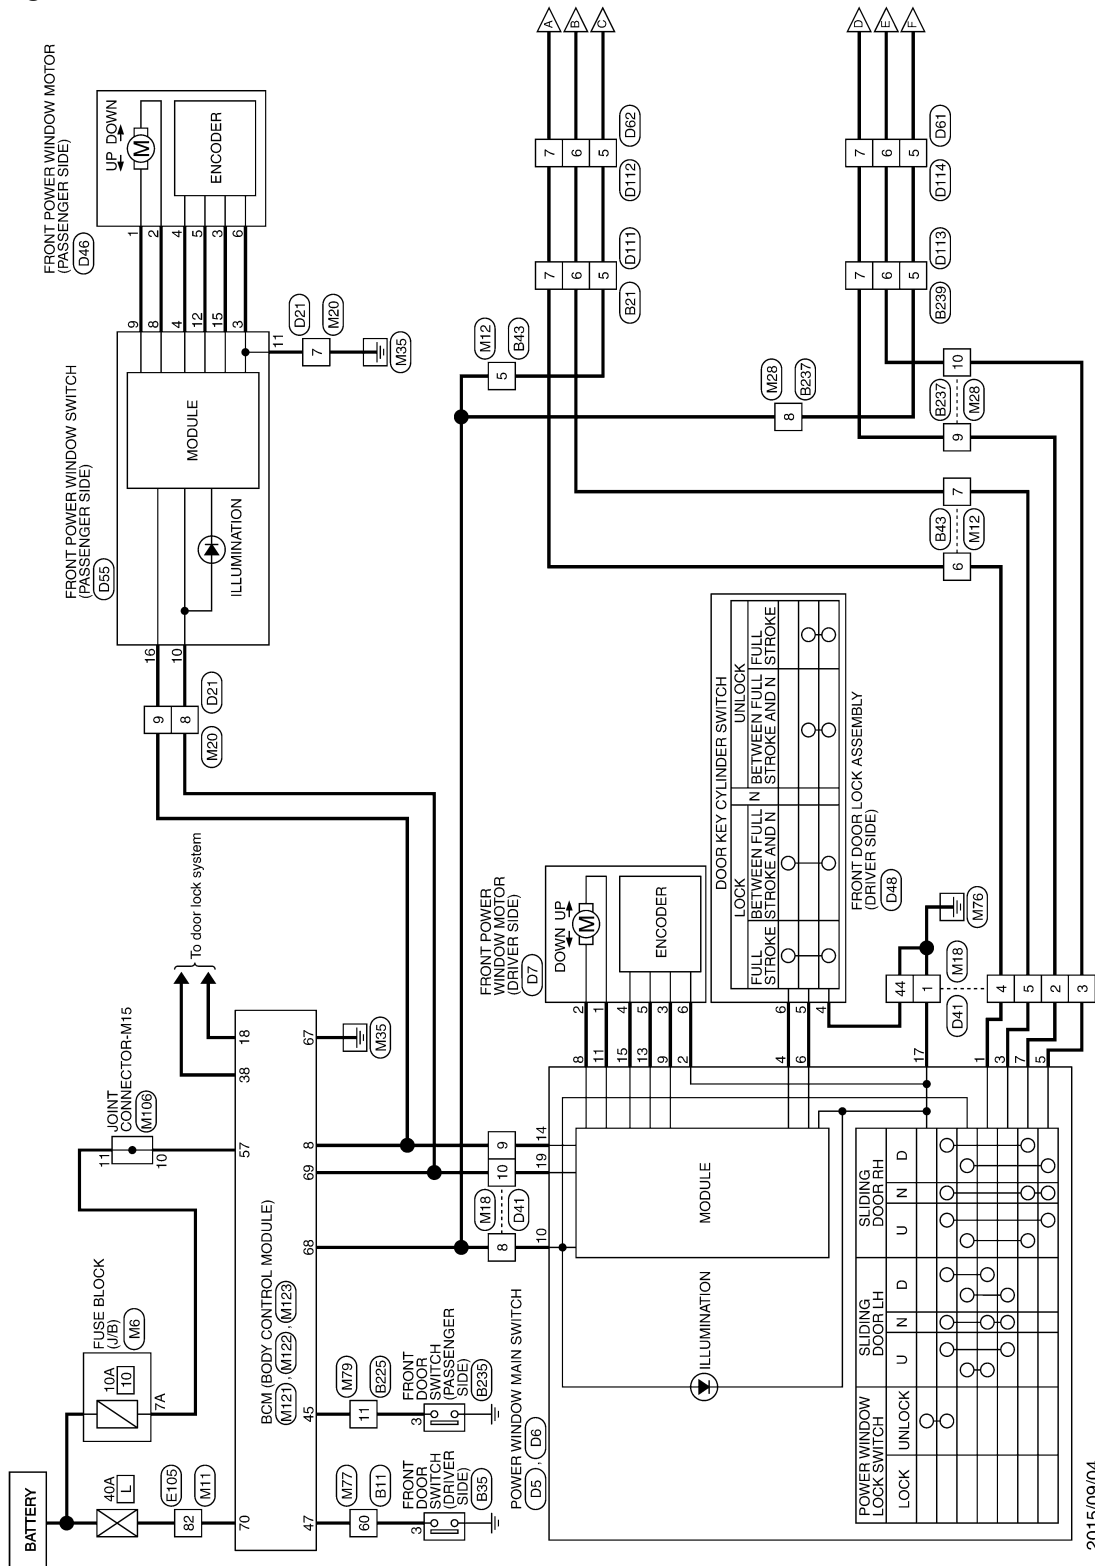 BATTERY
40A
L
E105
82
M11
10A
10
FUSE BLOCK
(J/B)
M6
7A
JOINT
CONNECTOR-M15
M106
11
10
To door lock system
70
57
38
18
BCM (BODY CONTROL MODULE)
M121 , M122 , M123
47
45
68
69
8
67
M35
M77
60
B11
FRONT
DOOR
SWITCH
(DRIVER
SIDE)
B35
3
M79
11
B225
FRONT
DOOR
SWITCH
(PASSENGER
SIDE)
B235
3
M18
D41
8
10
9
10
19
14
POWER WINDOW MAIN SWITCH
D5 , D6
ILLUMINATION
MODULE
POWER WINDOW
LOCK SWITCH
LOCK
UNLOCK
SLIDING
DOOR LH
U
N
D
SLIDING
DOOR RH
U
N
D
8
11
15
13
9
2
4
6
17
1
3
7
5
FRONT POWER
WINDOW MOTOR
(DRIVER SIDE)
D7
2
1
4
5
3
6
DOWN UP
M
ENCODER
DOOR KEY CYLINDER SWITCH
LOCK
N
UNLOCK
FULL
STROKE
BETWEEN FULL
STROKE AND N
BETWEEN FULL
STROKE AND N
FULL
STROKE
6
5
4
FRONT DOOR LOCK ASSEMBLY
(DRIVER SIDE)
D48
44
1
D41
M18
4
5
2
3
M76
FRONT POWER WINDOW SWITCH
(PASSENGER SIDE)
D55
M20
D21
9
8
16
10
ILLUMINATION
MODULE
9
8
4
12
15
3
11
D21
7
M20
M35
FRONT POWER WINDOW MOTOR
(PASSENGER SIDE)
D46
1
2
4
5
3
6
UP DOWN
M
ENCODER
M12
5
B43
M28
8
B237
B43
M12
6
7
B237
M28
9
10
7
6
5
B21
D111
7
6
5
D112
D62
A
B
C
7
6
5
B239
D113
7
6
5
D114
D61
D
E
F
2015/09/04